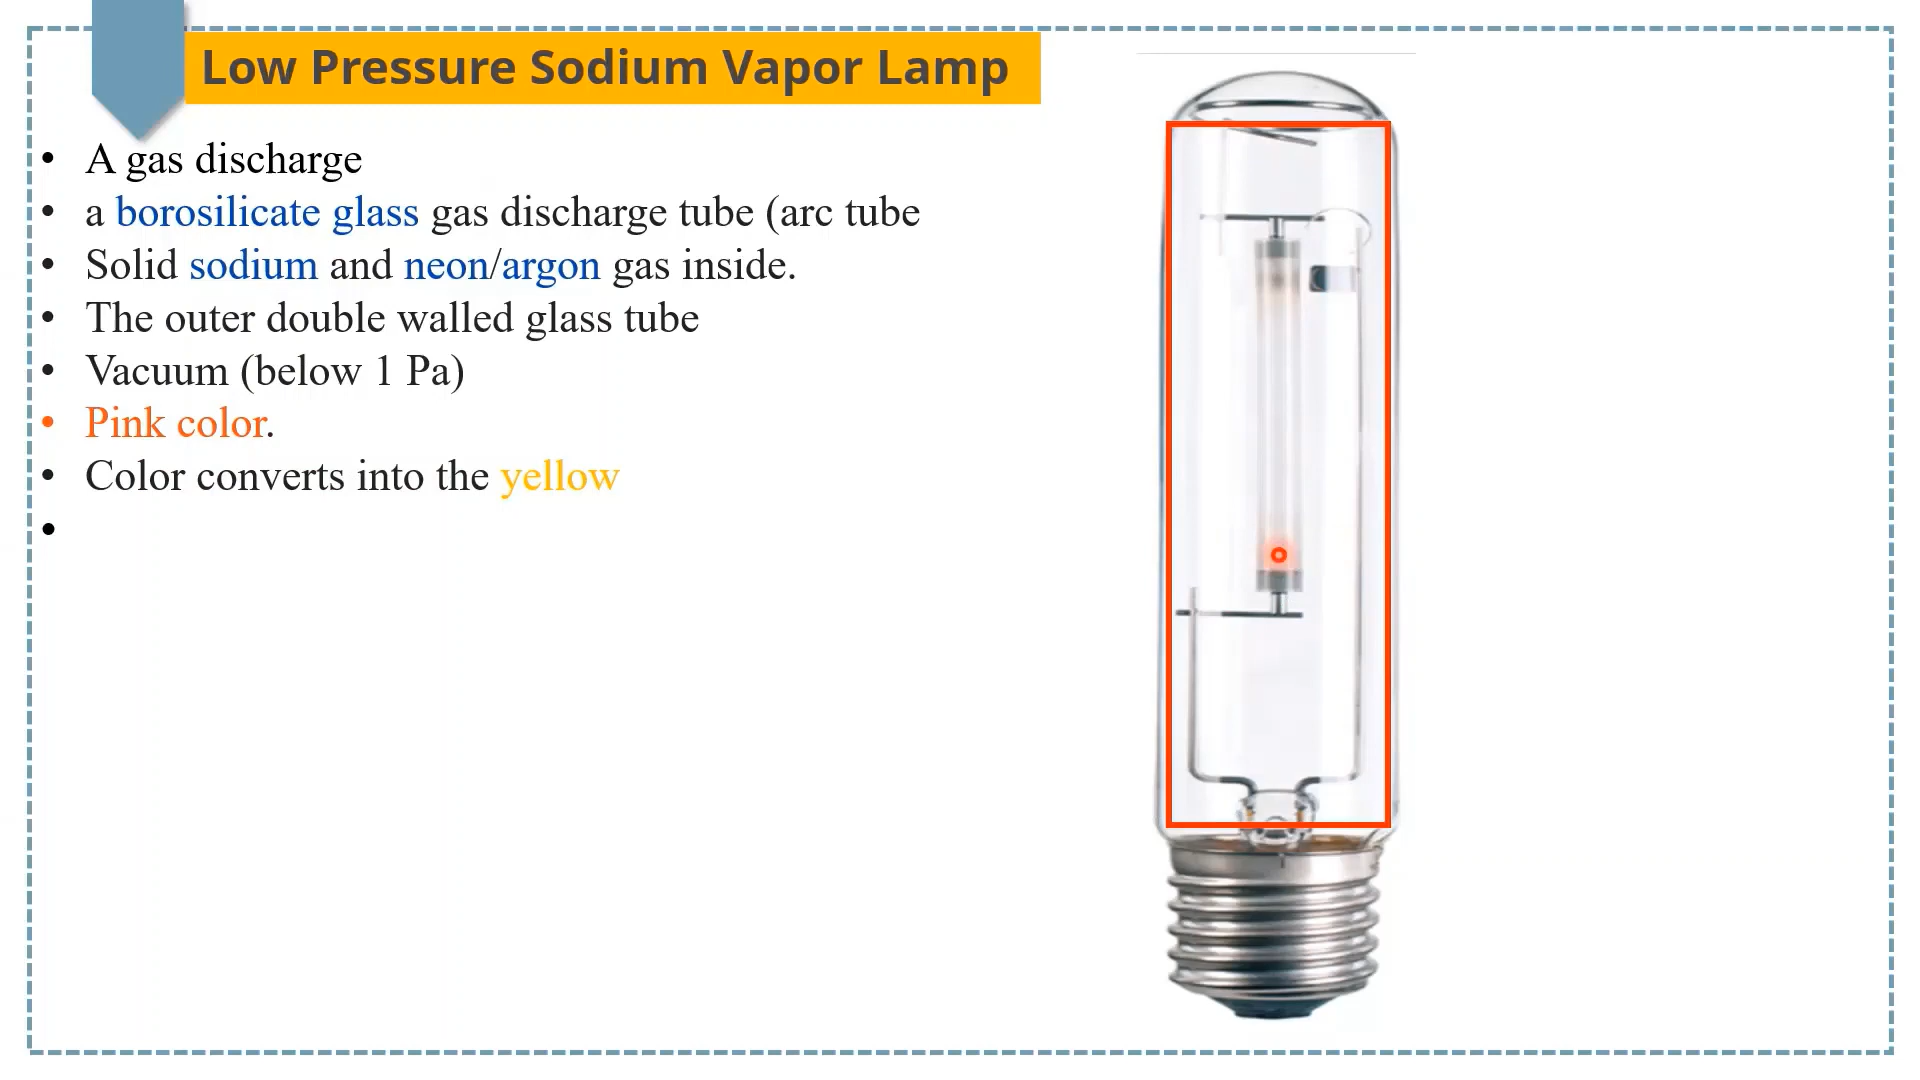 Low Pressure Sodium Vapor Lamp
• A gas discharge
• a borosilicate glass gas discharge tube (arc tube
• Solid sodium and neon/argon gas inside.
• The outer double walled glass tube
• Vacuum (below 1 Pa)
• Pink color.
• Color converts into the yellow
•